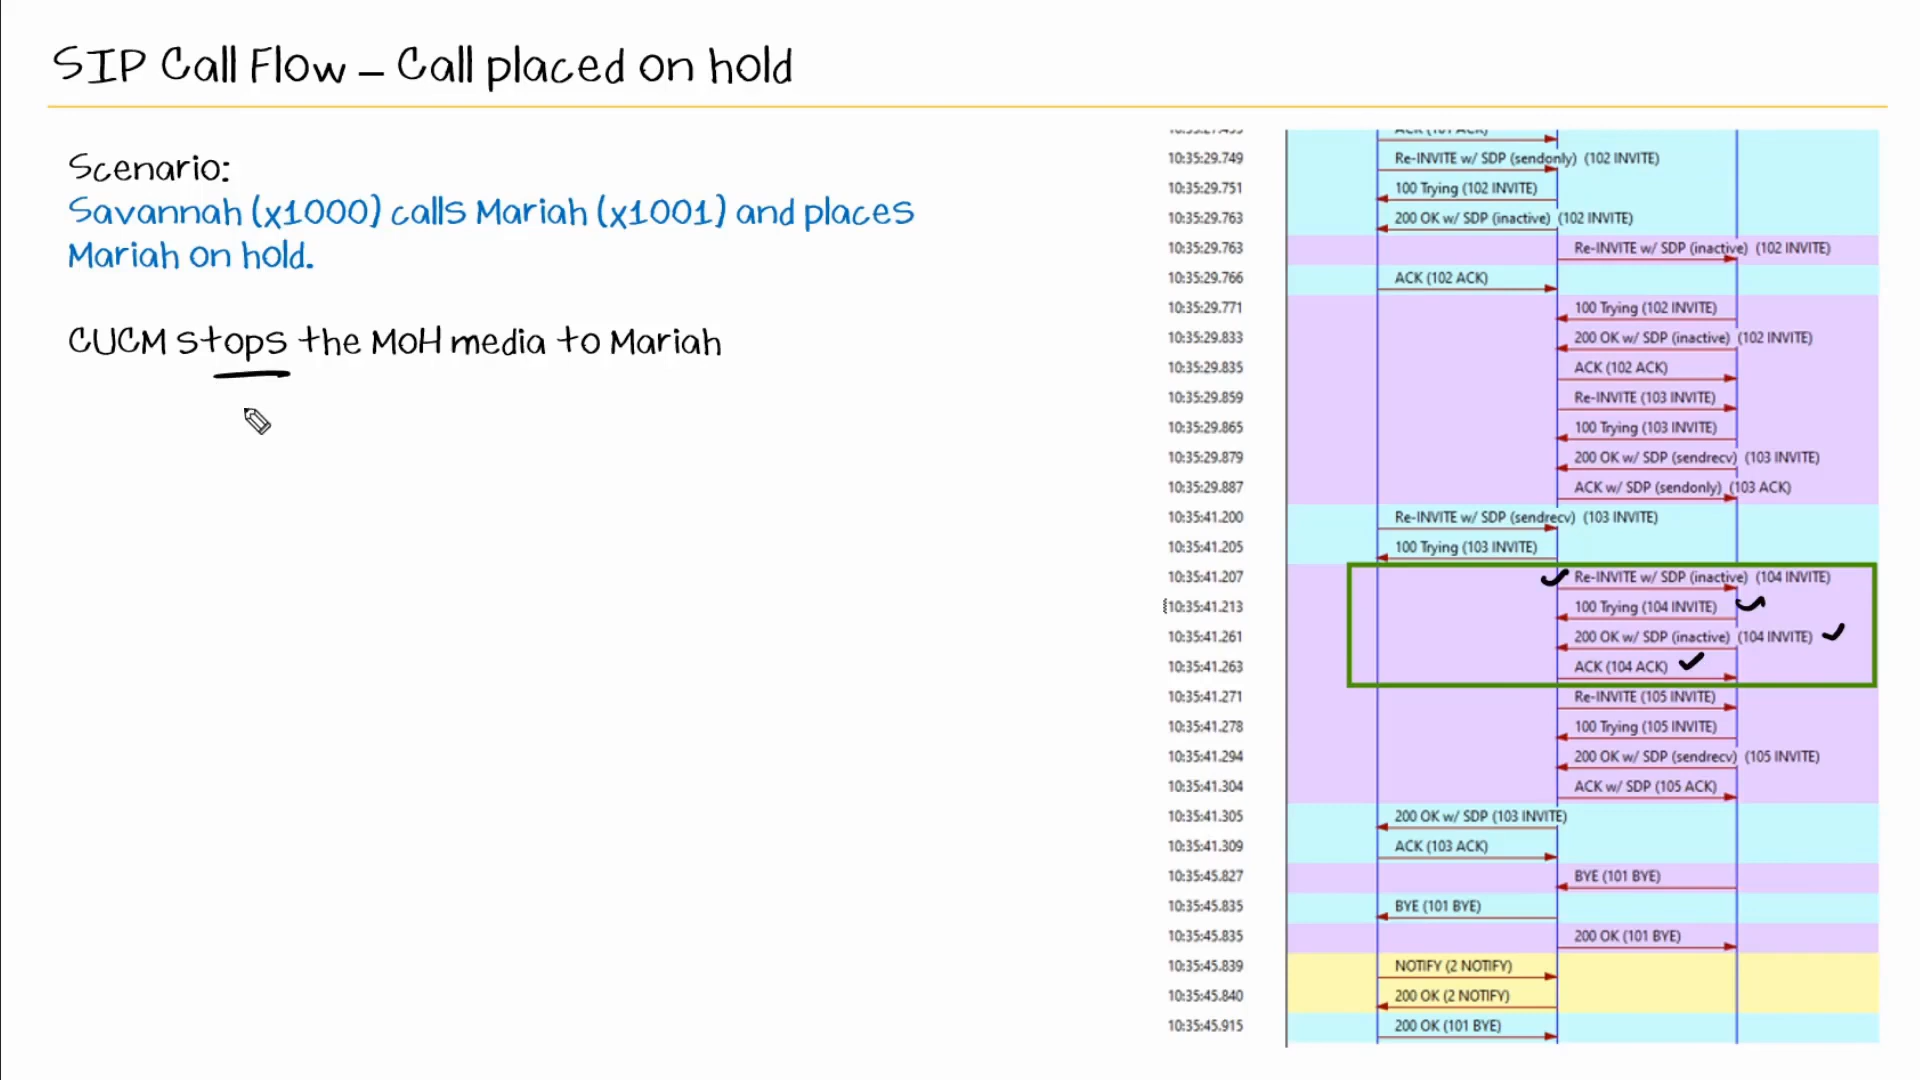 SIP Call Flow – Call placed on hold
Scenario:
Savannah (x1000) calls Mariah (x1001) and places
Mariah on hold.
CUCM stops the MoH media to Mariah
ACK (101 ACK)
10:35:29.749 Re-INVITE w/ SDP (sendonly) (102 INVITE)
10:35:29.751 100 Trying (102 INVITE)
10:35:29.763 200 OK w/ SDP (inactive) (102 INVITE)
10:35:29.763 Re-INVITE w/ SDP (inactive) (102 INVITE)
10:35:29.766 ACK (102 ACK)
10:35:29.771 100 Trying (102 INVITE)
10:35:29.833 200 OK w/ SDP (inactive) (102 INVITE)
10:35:29.835 ACK (102 ACK)
10:35:29.859 Re-INVITE (103 INVITE)
10:35:29.865 100 Trying (103 INVITE)
10:35:29.879 200 OK w/ SDP (sendrecv) (103 INVITE)
10:35:29.887 ACK w/ SDP (sendonly) (103 ACK)
10:35:41.200 Re-INVITE w/ SDP (sendrecv) (103 INVITE)
10:35:41.205 100 Trying (103 INVITE)
10:35:41.207 Re-INVITE w/ SDP (inactive) (104 INVITE)
10:35:41.213 100 Trying (104 INVITE)
10:35:41.261 200 OK w/ SDP (inactive) (104 INVITE)
10:35:41.263 ACK (104 ACK)
10:35:41.271 Re-INVITE (105 INVITE)
10:35:41.278 100 Trying (105 INVITE)
10:35:41.294 200 OK w/ SDP (sendrecv) (105 INVITE)
10:35:41.304 ACK w/ SDP (105 ACK)
10:35:41.305 200 OK w/ SDP (103 INVITE)
10:35:41.309 ACK (103 ACK)
10:35:45.827 BYE (101 BYE)
10:35:45.835 BYE (101 BYE)
10:35:45.835 200 OK (101 BYE)
10:35:45.839 NOTIFY (2 NOTIFY)
10:35:45.840 200 OK (2 NOTIFY)
10:35:45.915 200 OK (101 BYE)